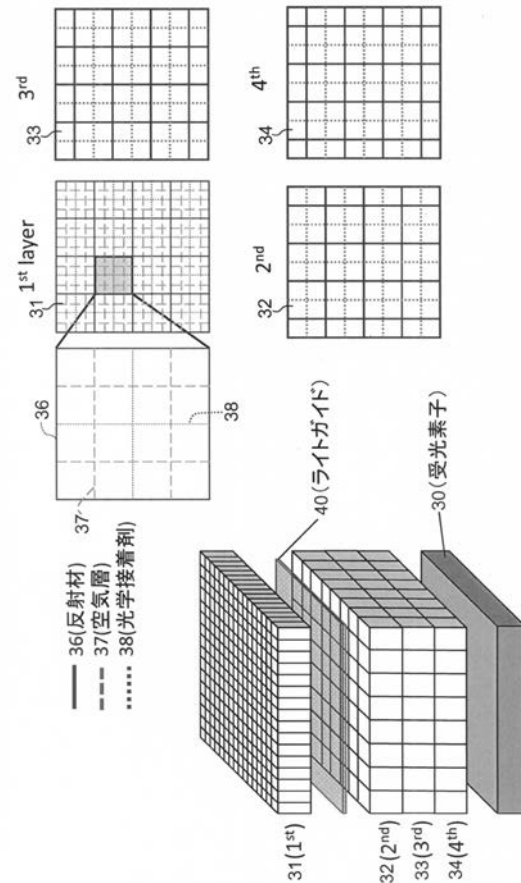 36(反射材)
37(空気層)
38(光学接着剤)
36
37
38
1st layer
31
3rd
33
2nd
32
4th
34
40(ライトガイド)
30(受光素子)
31(1st)
32(2nd)
33(3rd)
34(4th)